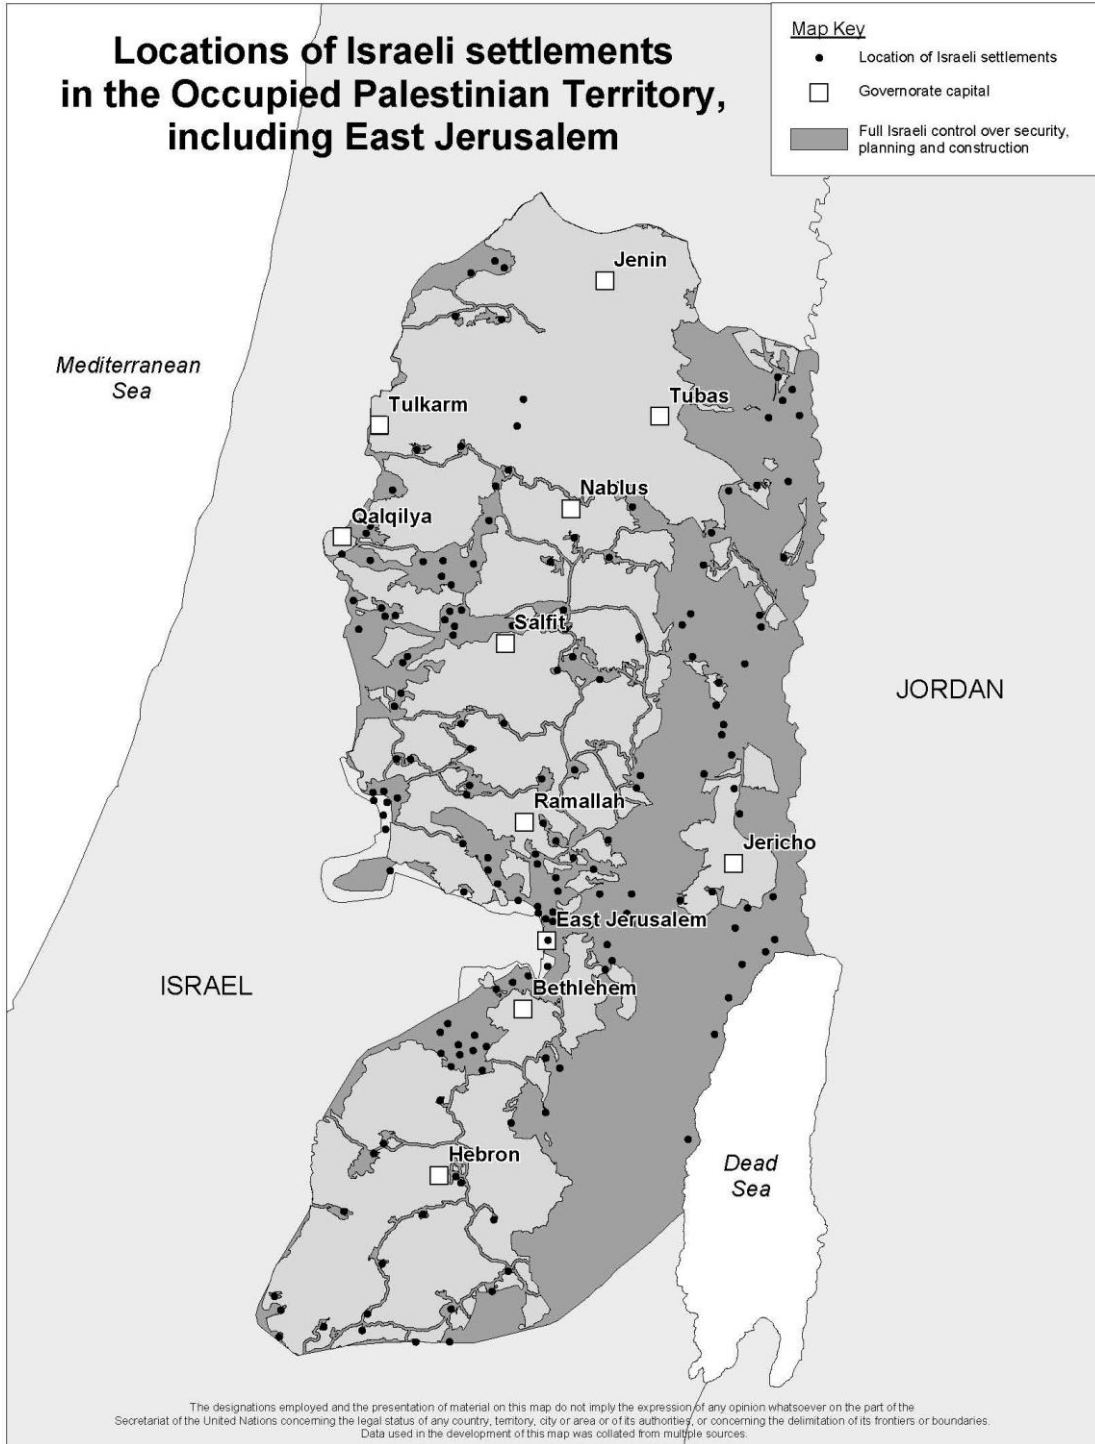 Locations of Israeli settlements
in the Occupied Palestinian Territory,
including East Jerusalem
Map Key
Location of Israeli settlements
Governorate capital
Full Israeli control over security,
planning and construction
Jenin
Mediterranean
Sea
Tubas
Tulkarm
Nablus
Qalqilya
Salfit
JORDAN
Ramallah
Jericho
East Jerusalem
ISRAEL
Bethlehem
Hebron
Dead
Sea
The designations employed and the presentation of material on this map do not imply the expression of any opinion whatsoever on the part of the
Secretariat of the United Nations concerning the legal status of any country, territory, city or area or of its authorities, or concerning the delimitation of its frontiers or boundaries.
Data used in the development of this map was collated from multiple sources.